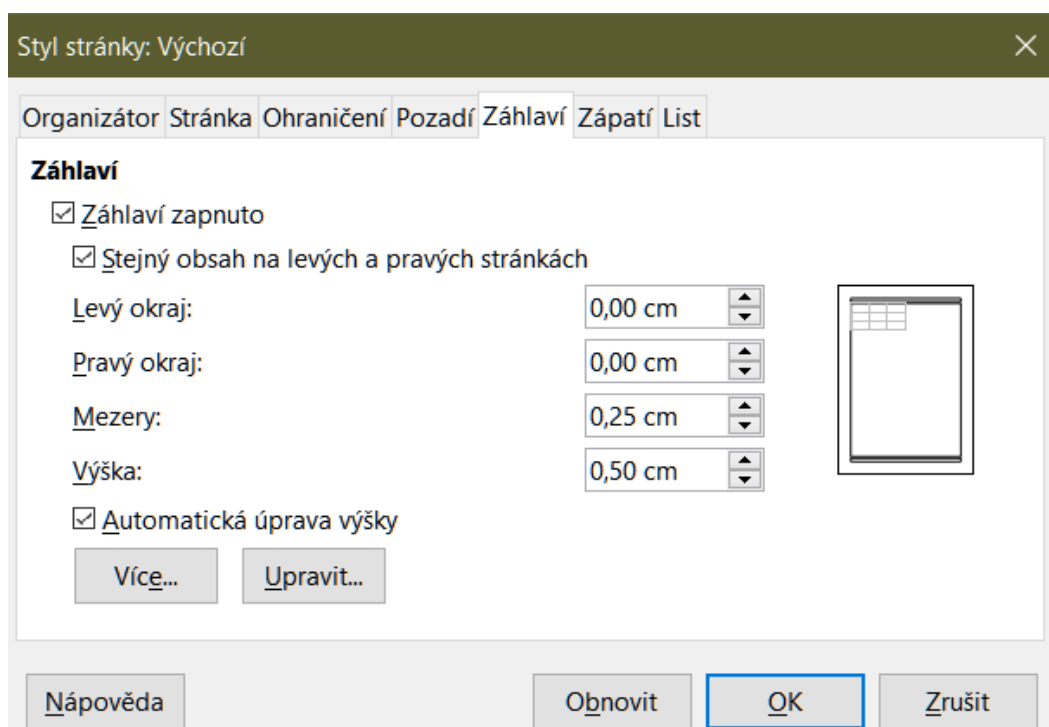 Styl stránky: Výchozí
Organizátor Stránka Ohraničení Pozadí Záhlaví Zápatí List
Záhlaví
Záhlaví zapnuto
Stejný obsah na levých a pravých stránkách
Levý okraj: 0,00 cm
Pravý okraj: 0,00 cm
Mezery: 0,25 cm
Výška: 0,50 cm
Automatická úprava výšky
Více... Upravit...
Nápověda Obnovit OK Zrušit